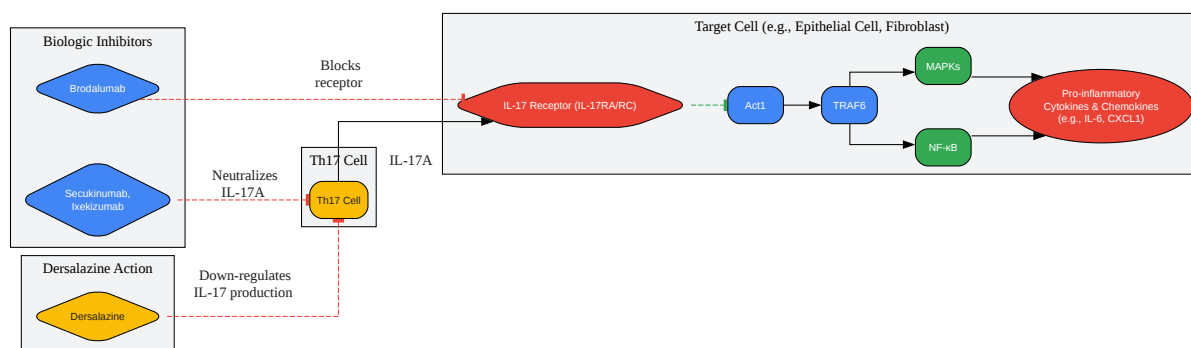 Target Cell (e.g., Epithelial Cell, Fibroblast)
Biologic Inhibitors
Brodalumab
Blocks
receptor
IL-17 Receptor (IL-17RA/RC)
Act1
TRAF6
MAPKs
NF-κB
Pro-inflammatory
Cytokines & Chemokines
(e.g., IL-6, CXCL1)
Secukinumab,
Ixekizumab
Neutralizes
IL-17A
Th17 Cell
Th17 Cell
IL-17A
Dersalazine Action
Dersalazine
Down-regulates
IL-17 production